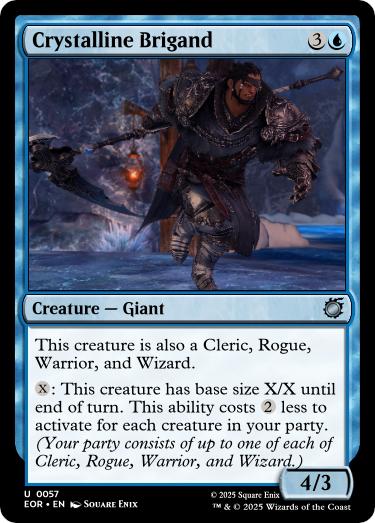 Crystalline Brigand 3
Creature — Giant
This creature is also a Cleric, Rogue,
Warrior, and Wizard.
X: This creature has base size X/X until
end of turn. This ability costs 2 less to
activate for each creature in your party.
(Your party consists of up to one of each of
Cleric, Rogue, Warrior, and Wizard.)
4/3
U 0057
EOR • EN SQUARE ENIX
© 2025 Square Enix
™ & © 2025 Wizards of the Coast